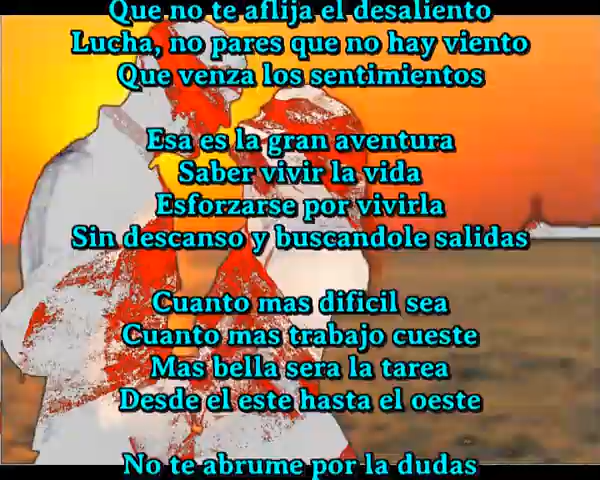 Que no te aflija el desaliento
Lucha, no pares que no hay viento
Que venza los sentimientos
Esa es la gran aventura
Saber vivir la vida
Esforzarse por vivirla
Sin descanso y buscandole salidas
Cuanto mas dificil sea
Cuanto mas trabajo cueste
Mas bella sera la tarea
Desde el este hasta el oeste
No te abrume por la dudas